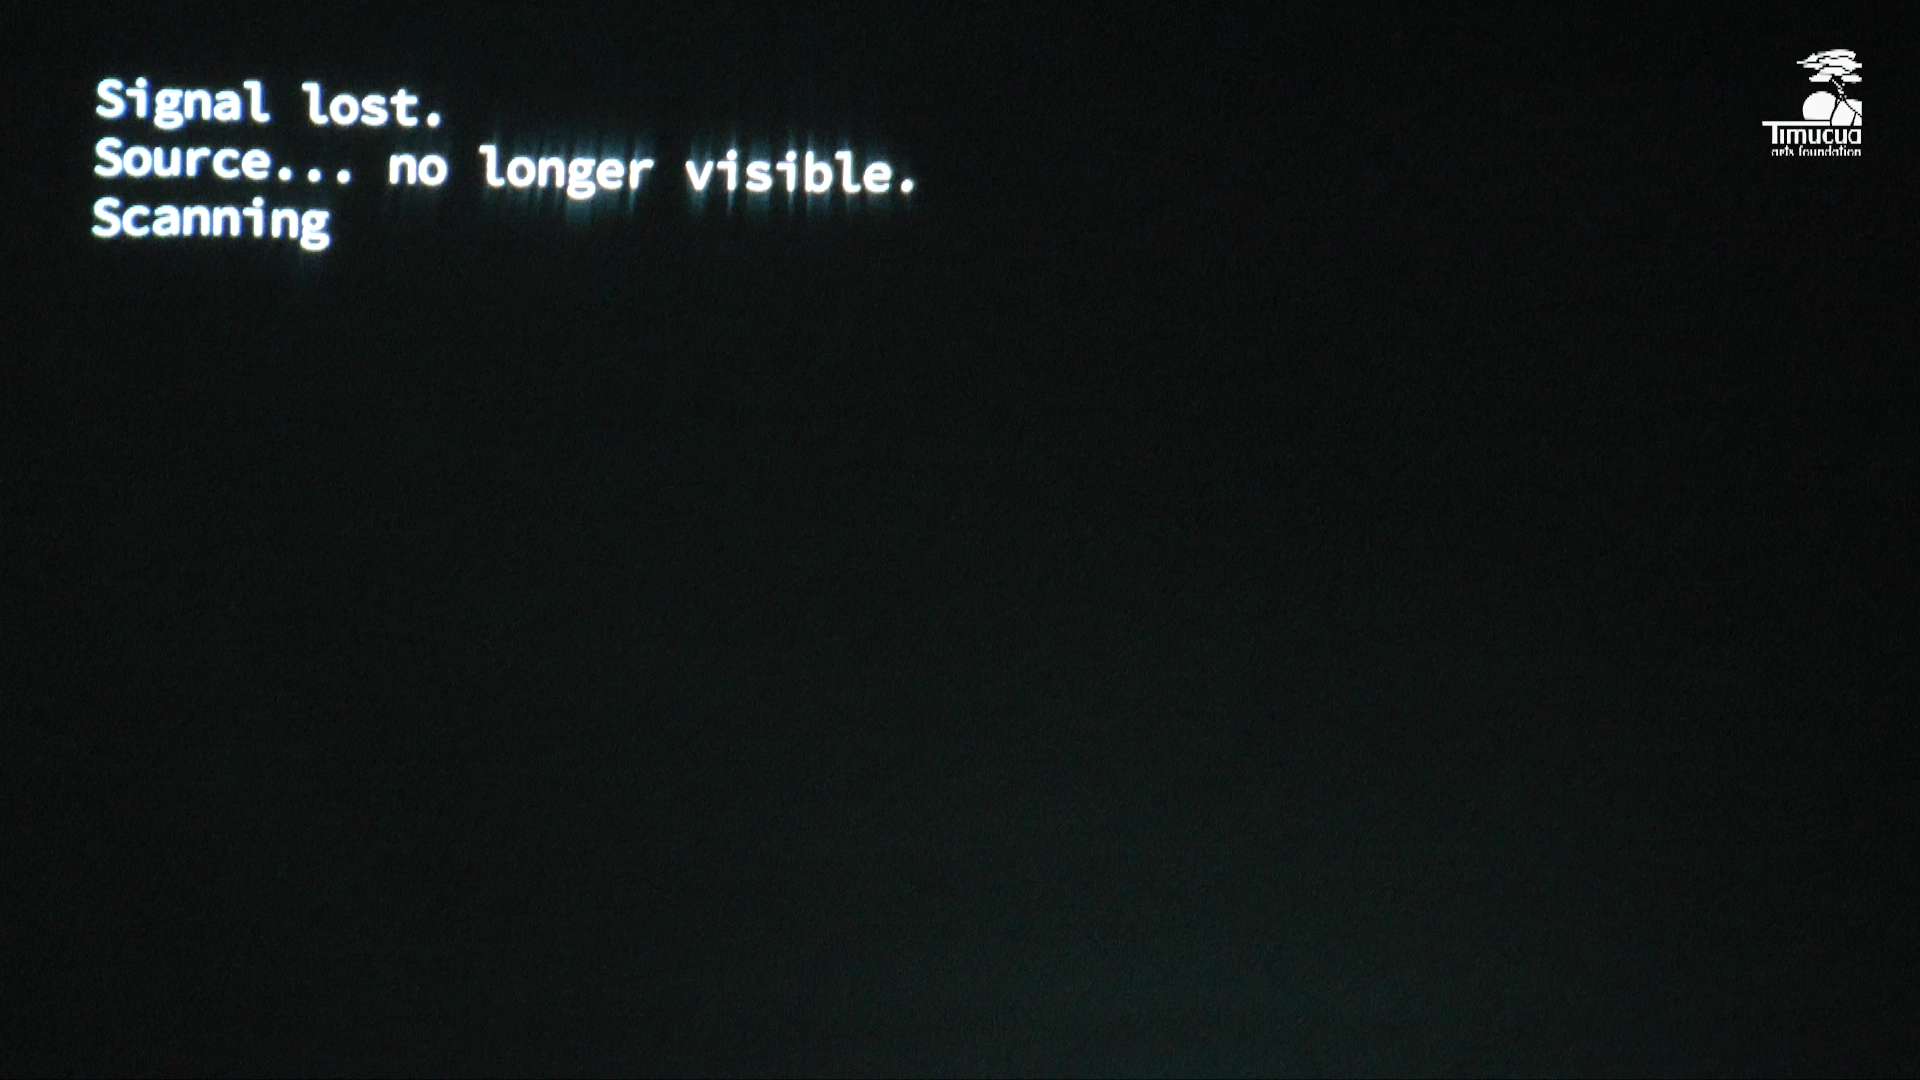 Signal lost.
Source... no longer visible.
Scanning
Timucua
arts foundation